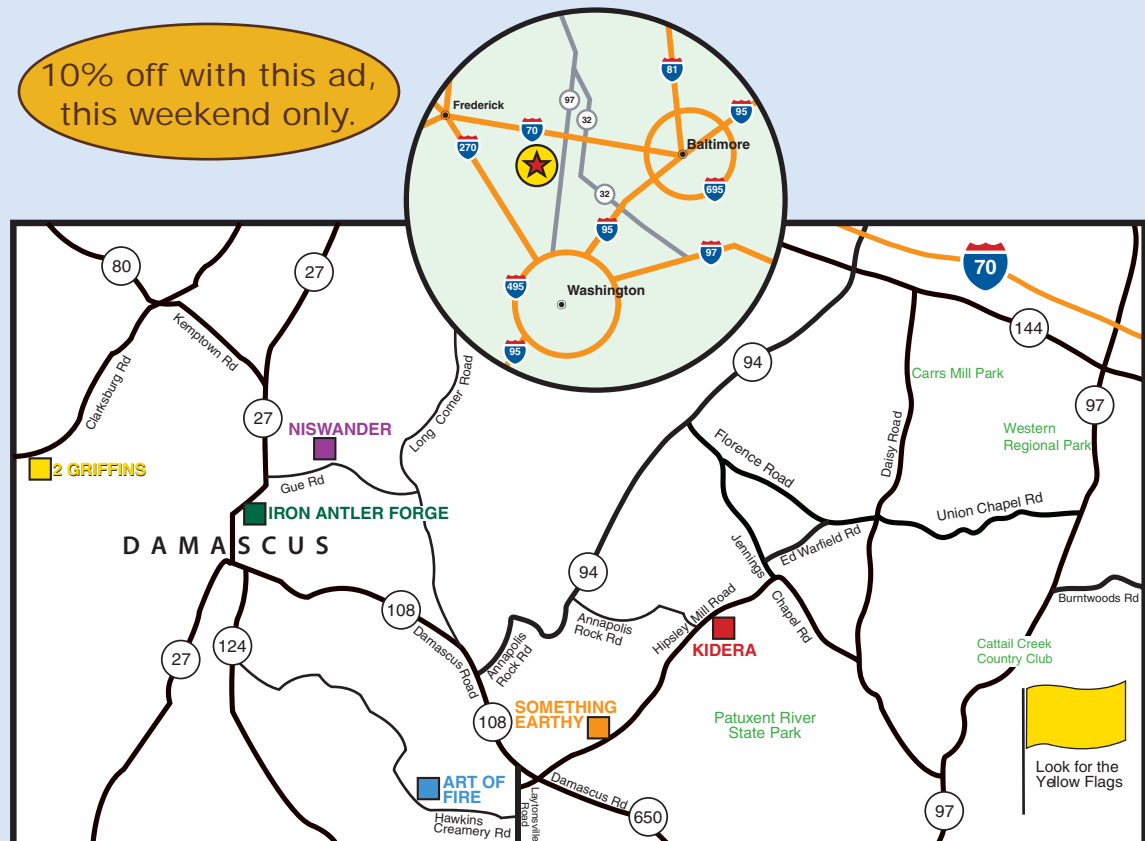 10% off with this ad,
this weekend only.
81
97
95
Frederick
32
70
Baltimore
270
695
32
95
97
495
Washington
95
80
27
70
144
Kemptown Rd
94
Clarksburg Rd
Long Corner Road
Carrs Mill Park
97
27
NISWANDER
Daisy Road
Western
Regional Park
Florence Road
2 GRIFFINS
Gue Rd
Union Chapel Rd
IRON ANTLER FORGE
DAMASCUS
Jennings
Chapel Rd
Ed Warfield Rd
94
Burntwoods Rd
108
Damascus Road
Annapolis
Rock Rd
Annapolis
Rock Rd
Hipsley Mill Road
KIDERA
27
124
Cattail Creek
Country Club
SOMETHING
EARTHY
108
Patuxent River
State Park
Look for the
Yellow Flags
ART OF
FIRE
Damascus Rd
Laytonsville
Road
650
97
Hawkins
Creamery Rd